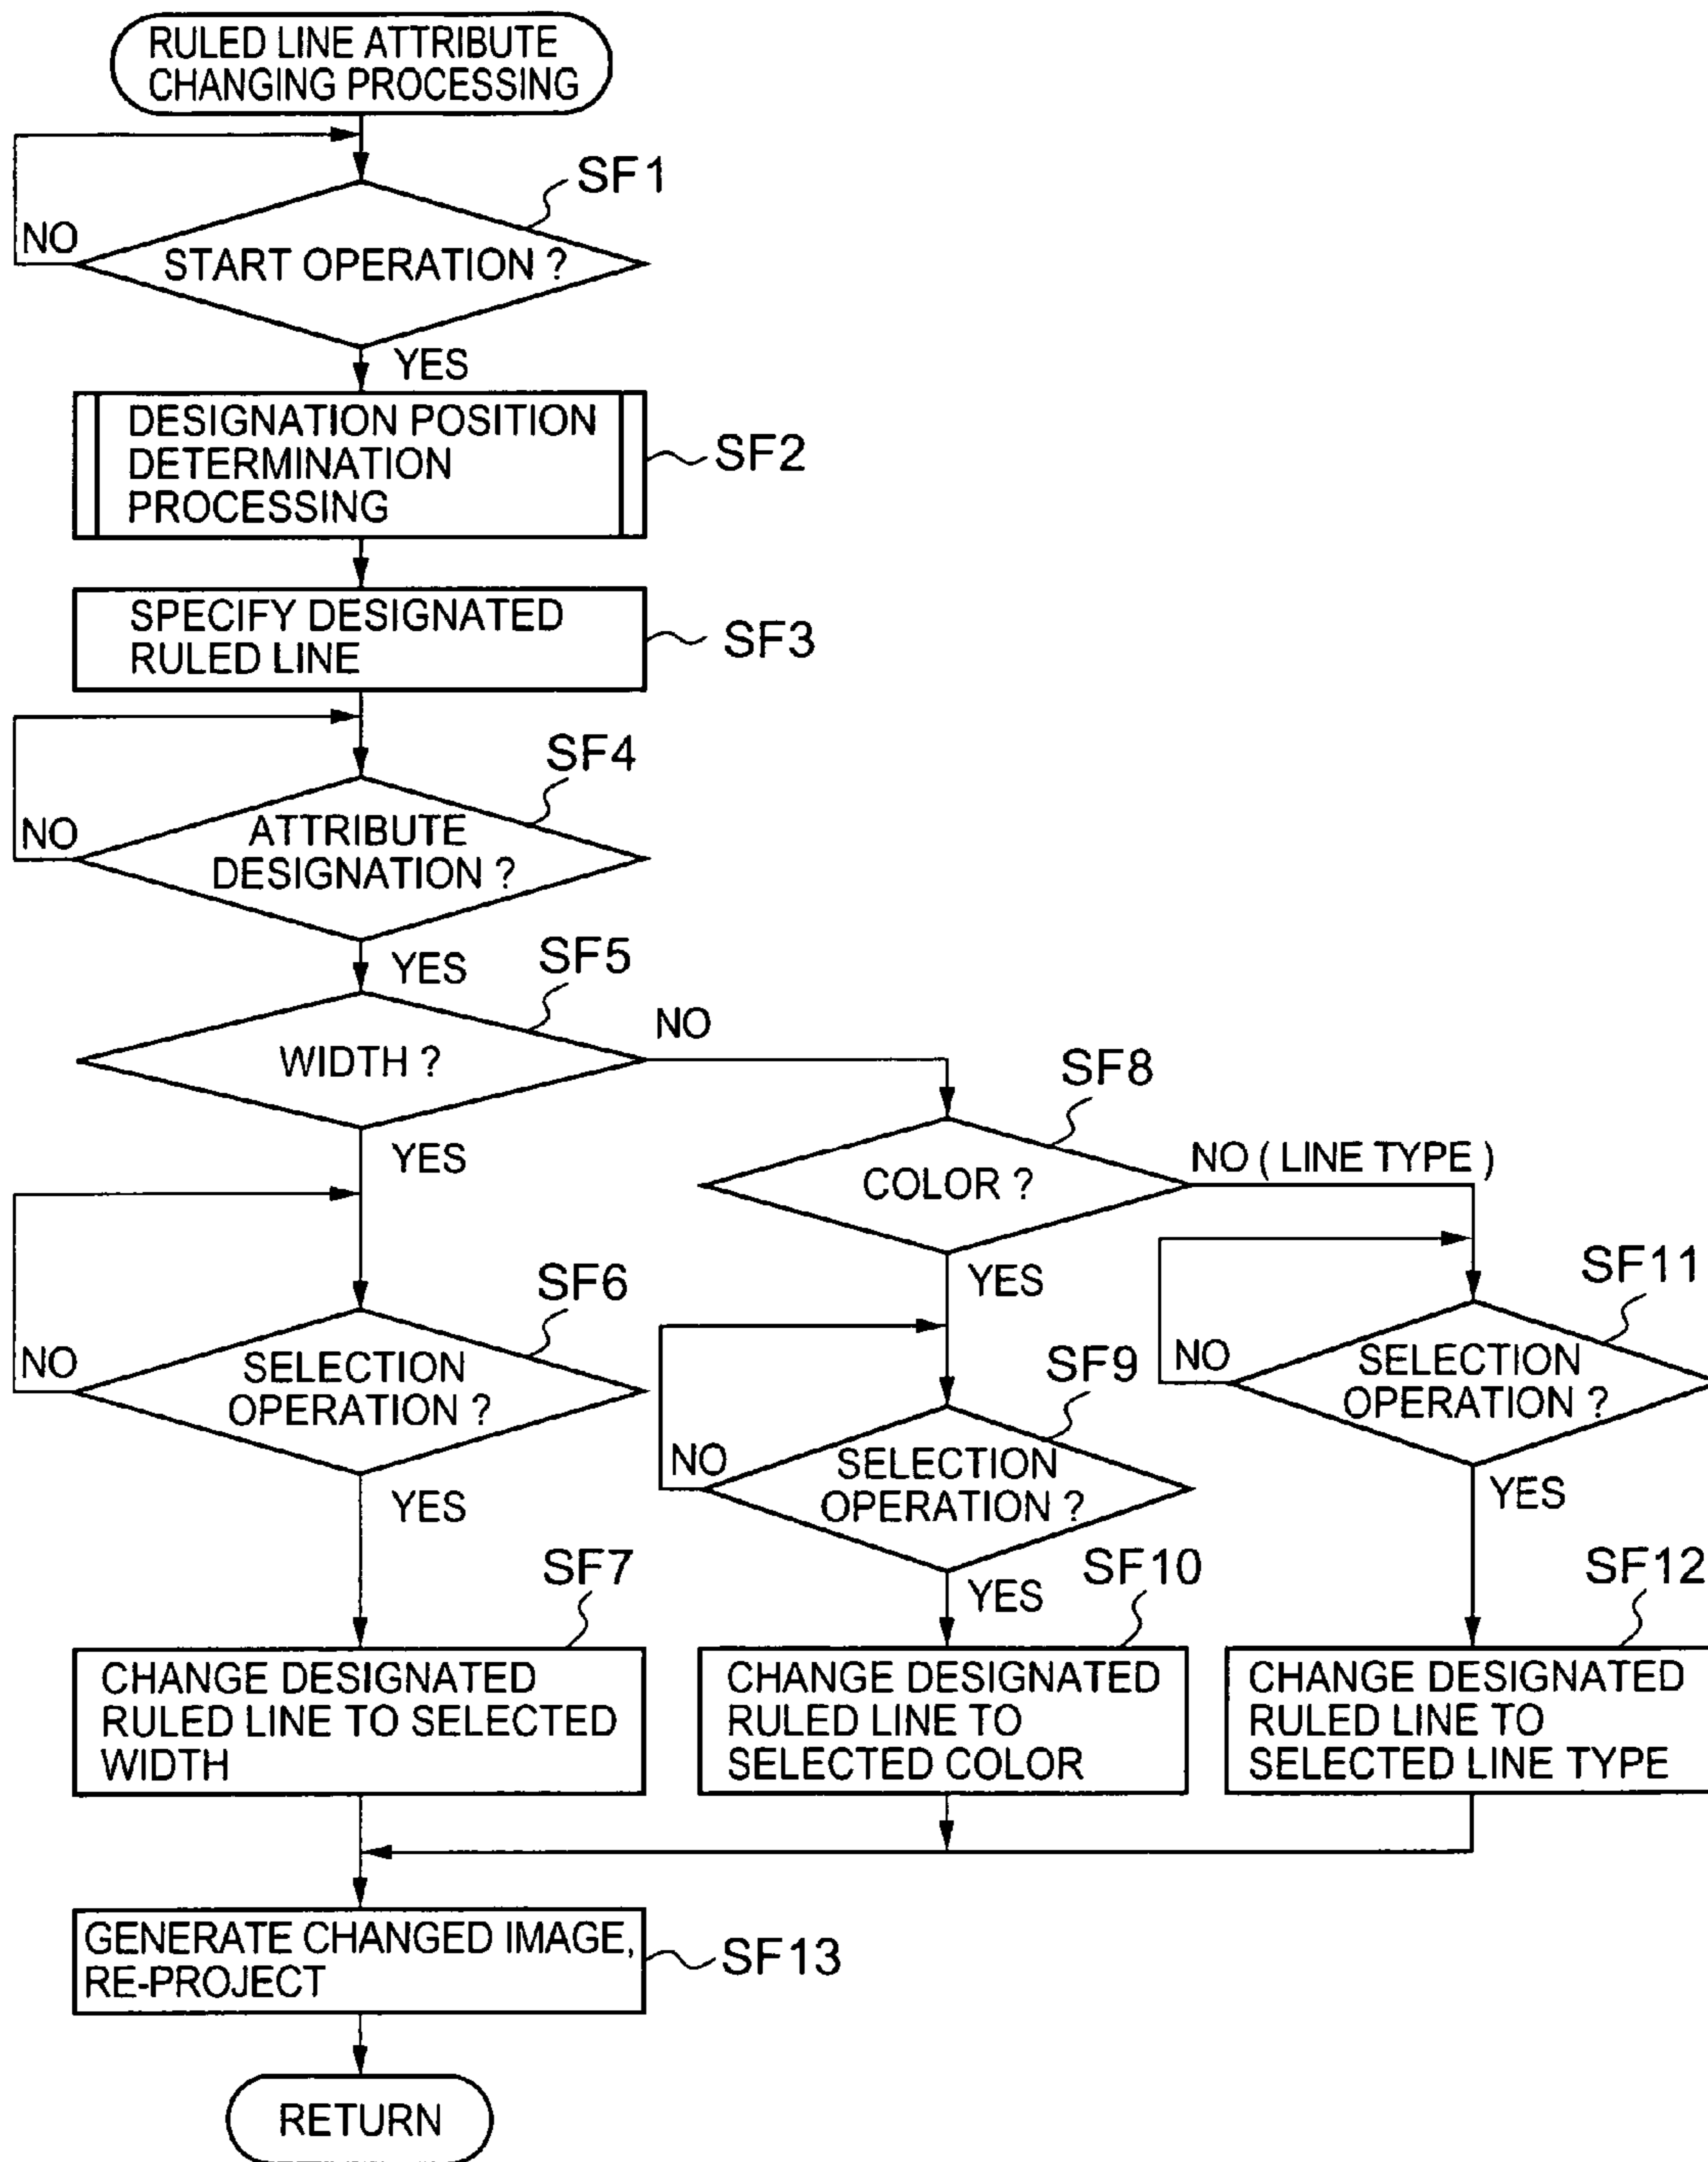 RULED LINE ATTRIBUTE
CHANGING PROCESSING
SF1
NO
START OPERATION ?
YES
DESIGNATION POSITION
DETERMINATION
PROCESSING
SF2
SPECIFY DESIGNATED
RULED LINE
SF3
SF4
NO
ATTRIBUTE
DESIGNATION ?
YES
SF5
WIDTH ?
NO
YES
SF8
COLOR ?
NO ( LINE TYPE )
YES
SF6
NO
SELECTION
OPERATION ?
YES
SF9
NO
SELECTION
OPERATION ?
YES
SF11
NO
SELECTION
OPERATION ?
YES
SF7
CHANGE DESIGNATED
RULED LINE TO SELECTED
WIDTH
SF10
CHANGE DESIGNATED
RULED LINE TO
SELECTED COLOR
SF12
CHANGE DESIGNATED
RULED LINE TO
SELECTED LINE TYPE
GENERATE CHANGED IMAGE,
RE-PROJECT
SF13
RETURN